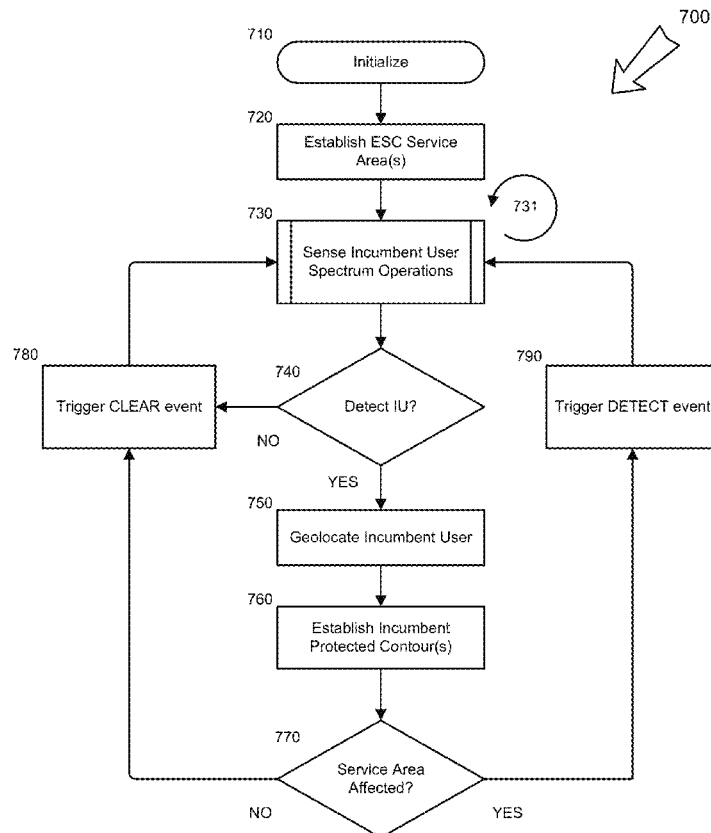 700
710
Initialize
720
Establish ESC Service
Area(s)
730
731
Sense Incumbent User
Spectrum Operations
780
740
790
Trigger CLEAR event
Detect IU?
Trigger DETECT event
NO
YES
750
Geolocate Incumbent User
760
Establish Incumbent
Protected Contour(s)
770
Service Area
Affected?
NO
YES